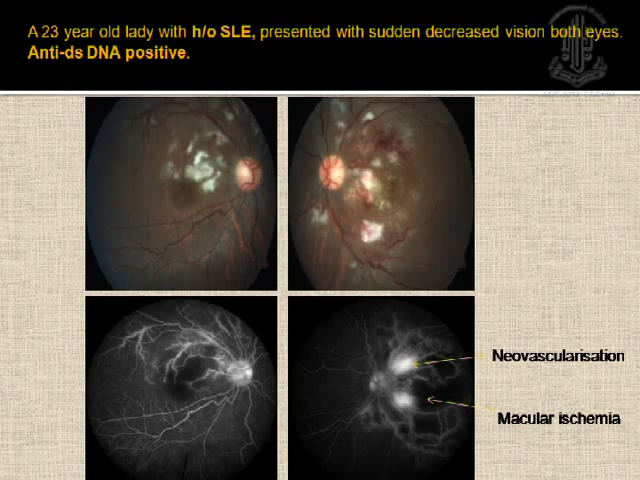 A 23 year old lady with h/o SLE, presented with sudden decreased vision both eyes.
Anti-ds DNA positive.
Neovascularisation
Macular ischemia